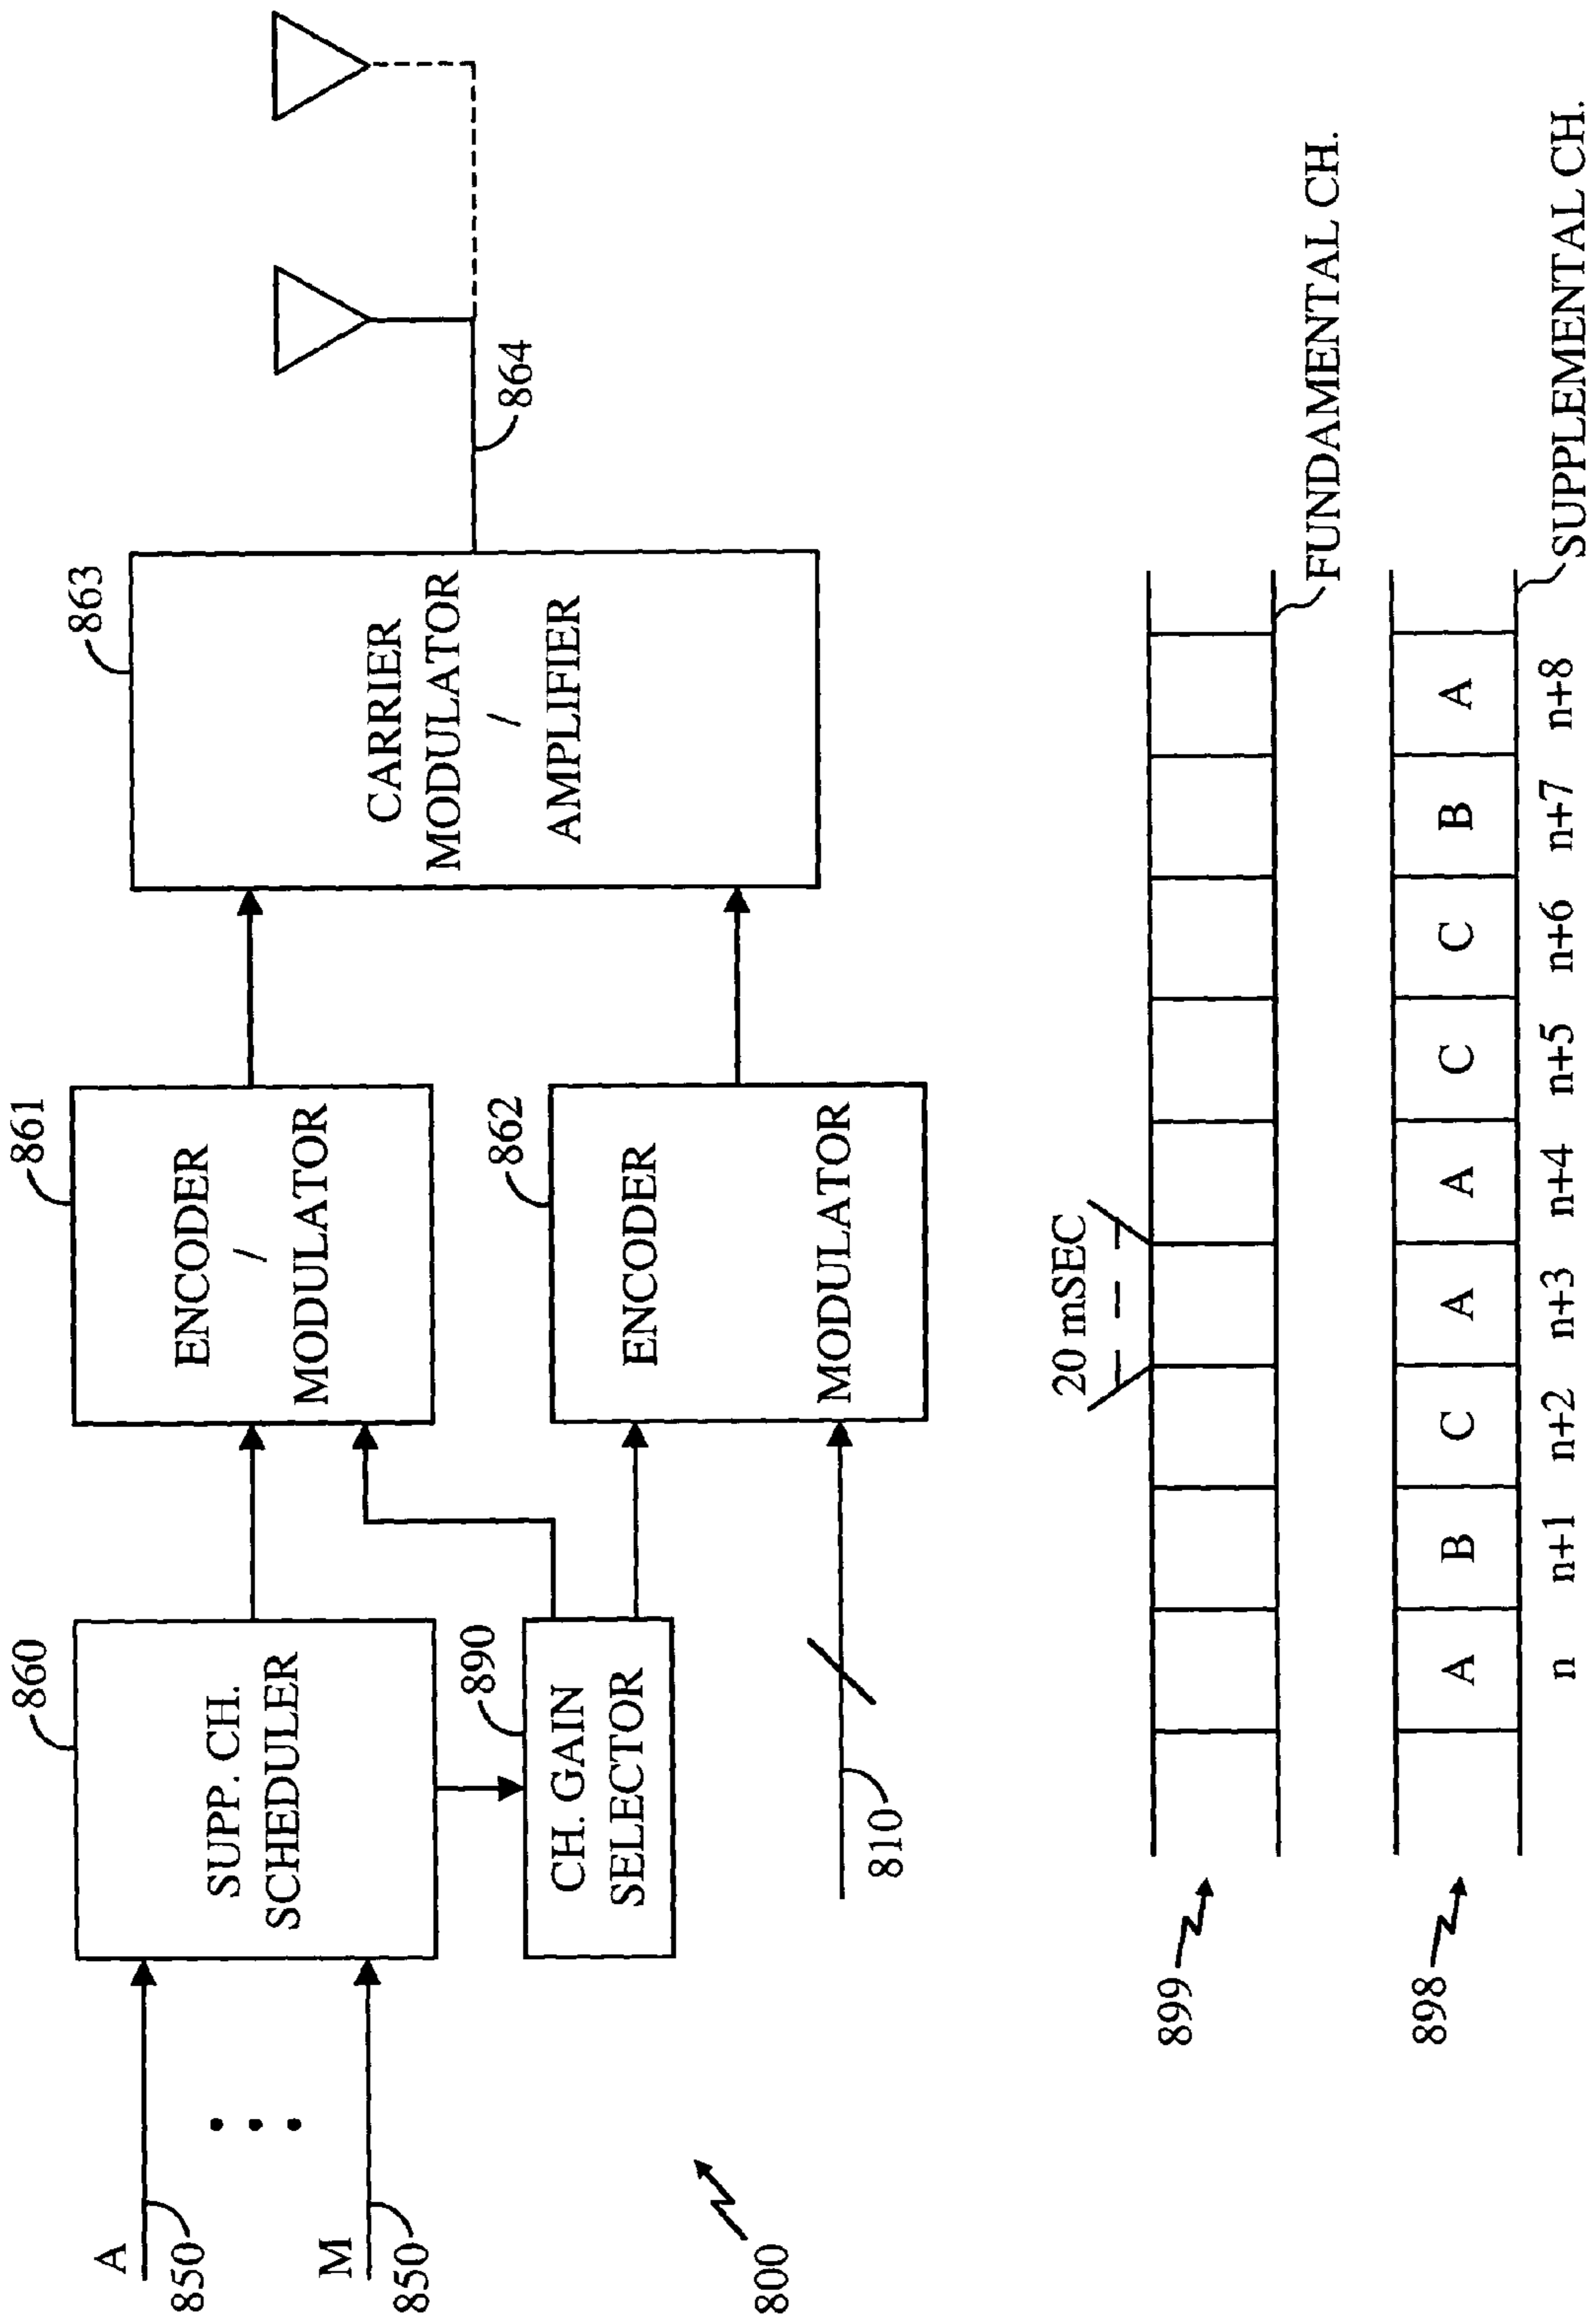 A
850
M
850
800
860
SUPP. CH.
SCHEDULER
890
CH. GAIN
SELECTOR
810
861
ENCODER
/
MODULATOR
862
ENCODER
MODULATOR
863
CARRIER
MODULATOR
/
AMPLIFIER
864
20 mSEC
899
FUNDAMENTAL CH.
898
A B C A A C C B A
SUPPLEMENTAL CH.
n n+1 n+2 n+3 n+4 n+5 n+6 n+7 n+8